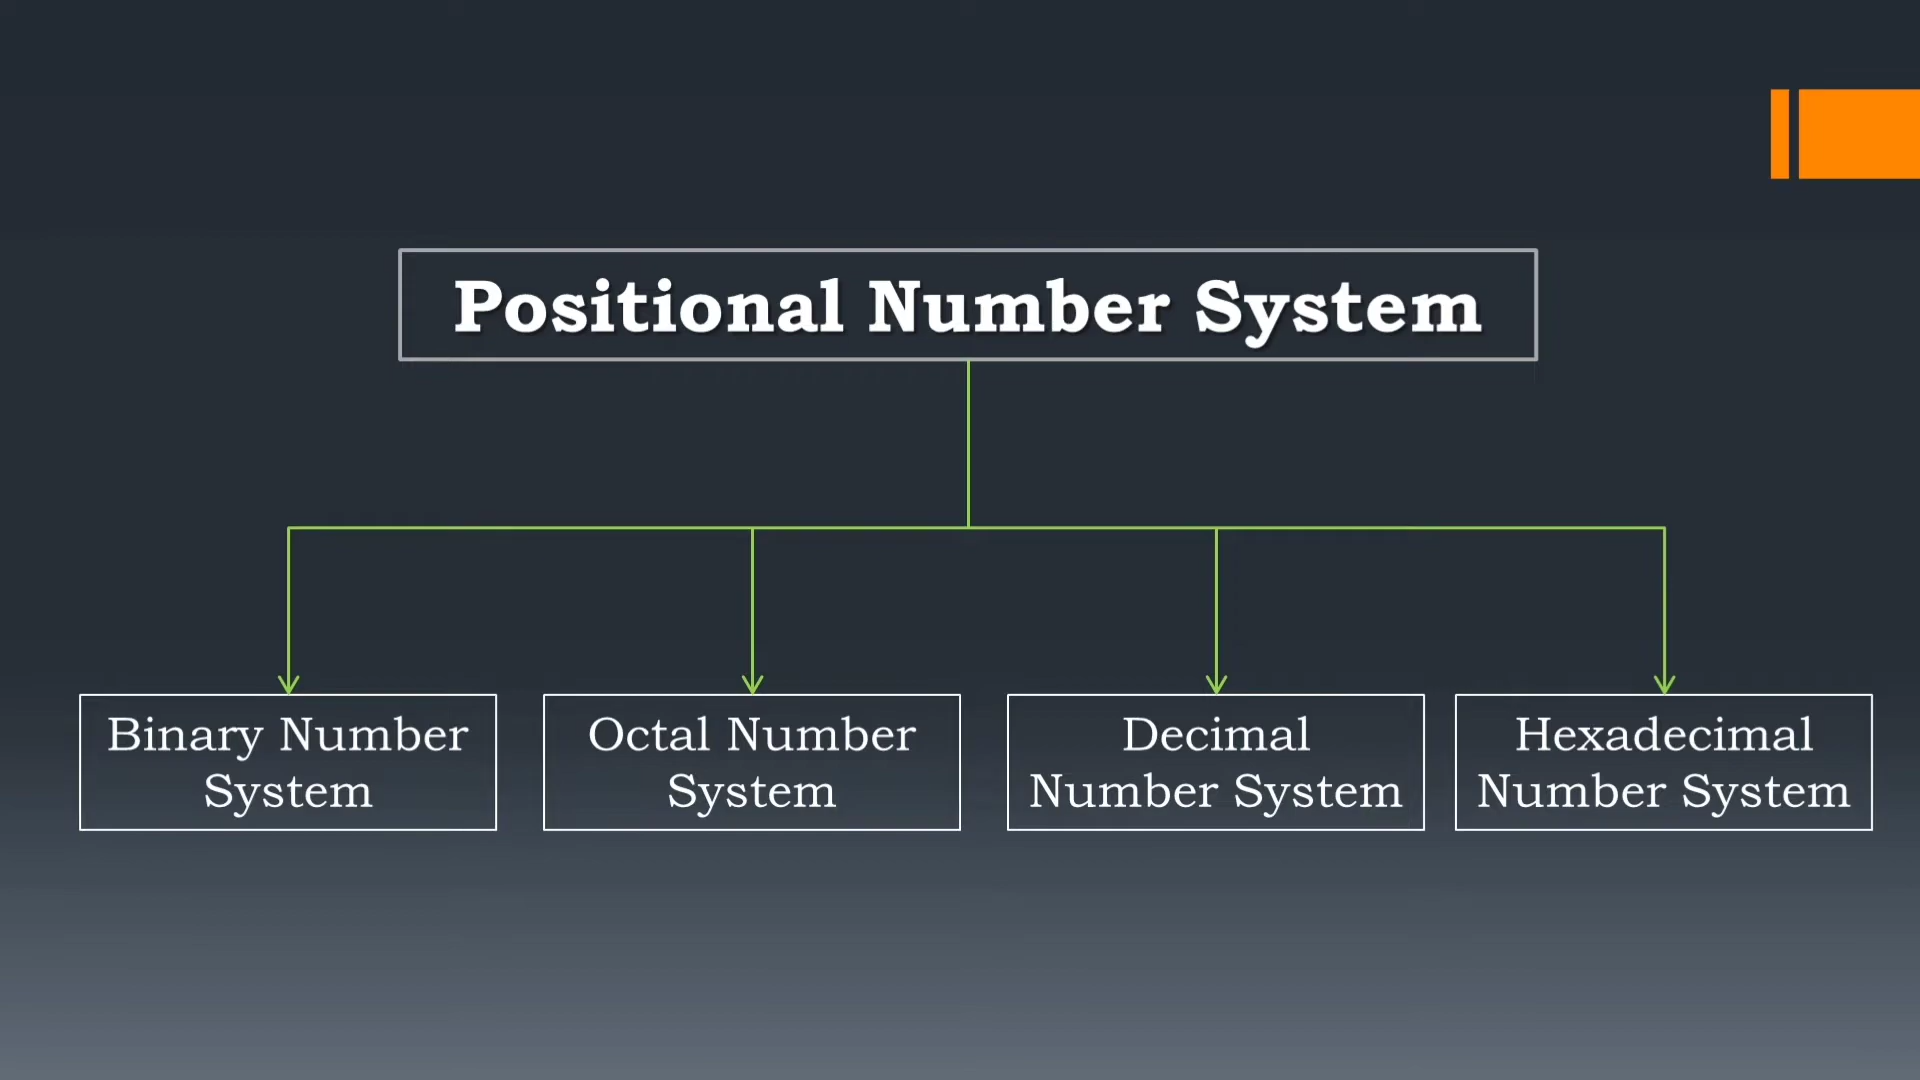 Positional Number System
Binary Number
System
Octal Number
System
Decimal
Number System
Hexadecimal
Number System